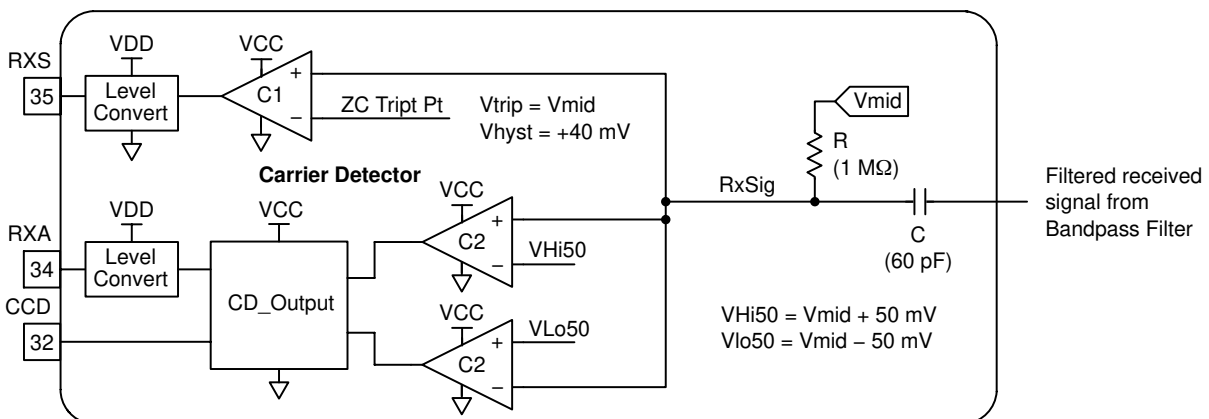 RXS
35
VDD
Level
Convert
VCC
+
C1
−
ZC Tript Pt
Vtrip = Vmid
Vhyst = +40 mV
Vmid
R
(1 MΩ)
Carrier Detector
RxSig
C
(60 pF)
Filtered received
signal from
Bandpass Filter
RXA
34
VDD
Level
Convert
VCC
CD_Output
VCC
+
C2
−
VHi50
CCD
32
VCC
VLo50
+
C2
−
VHi50 = Vmid + 50 mV
Vlo50 = Vmid − 50 mV